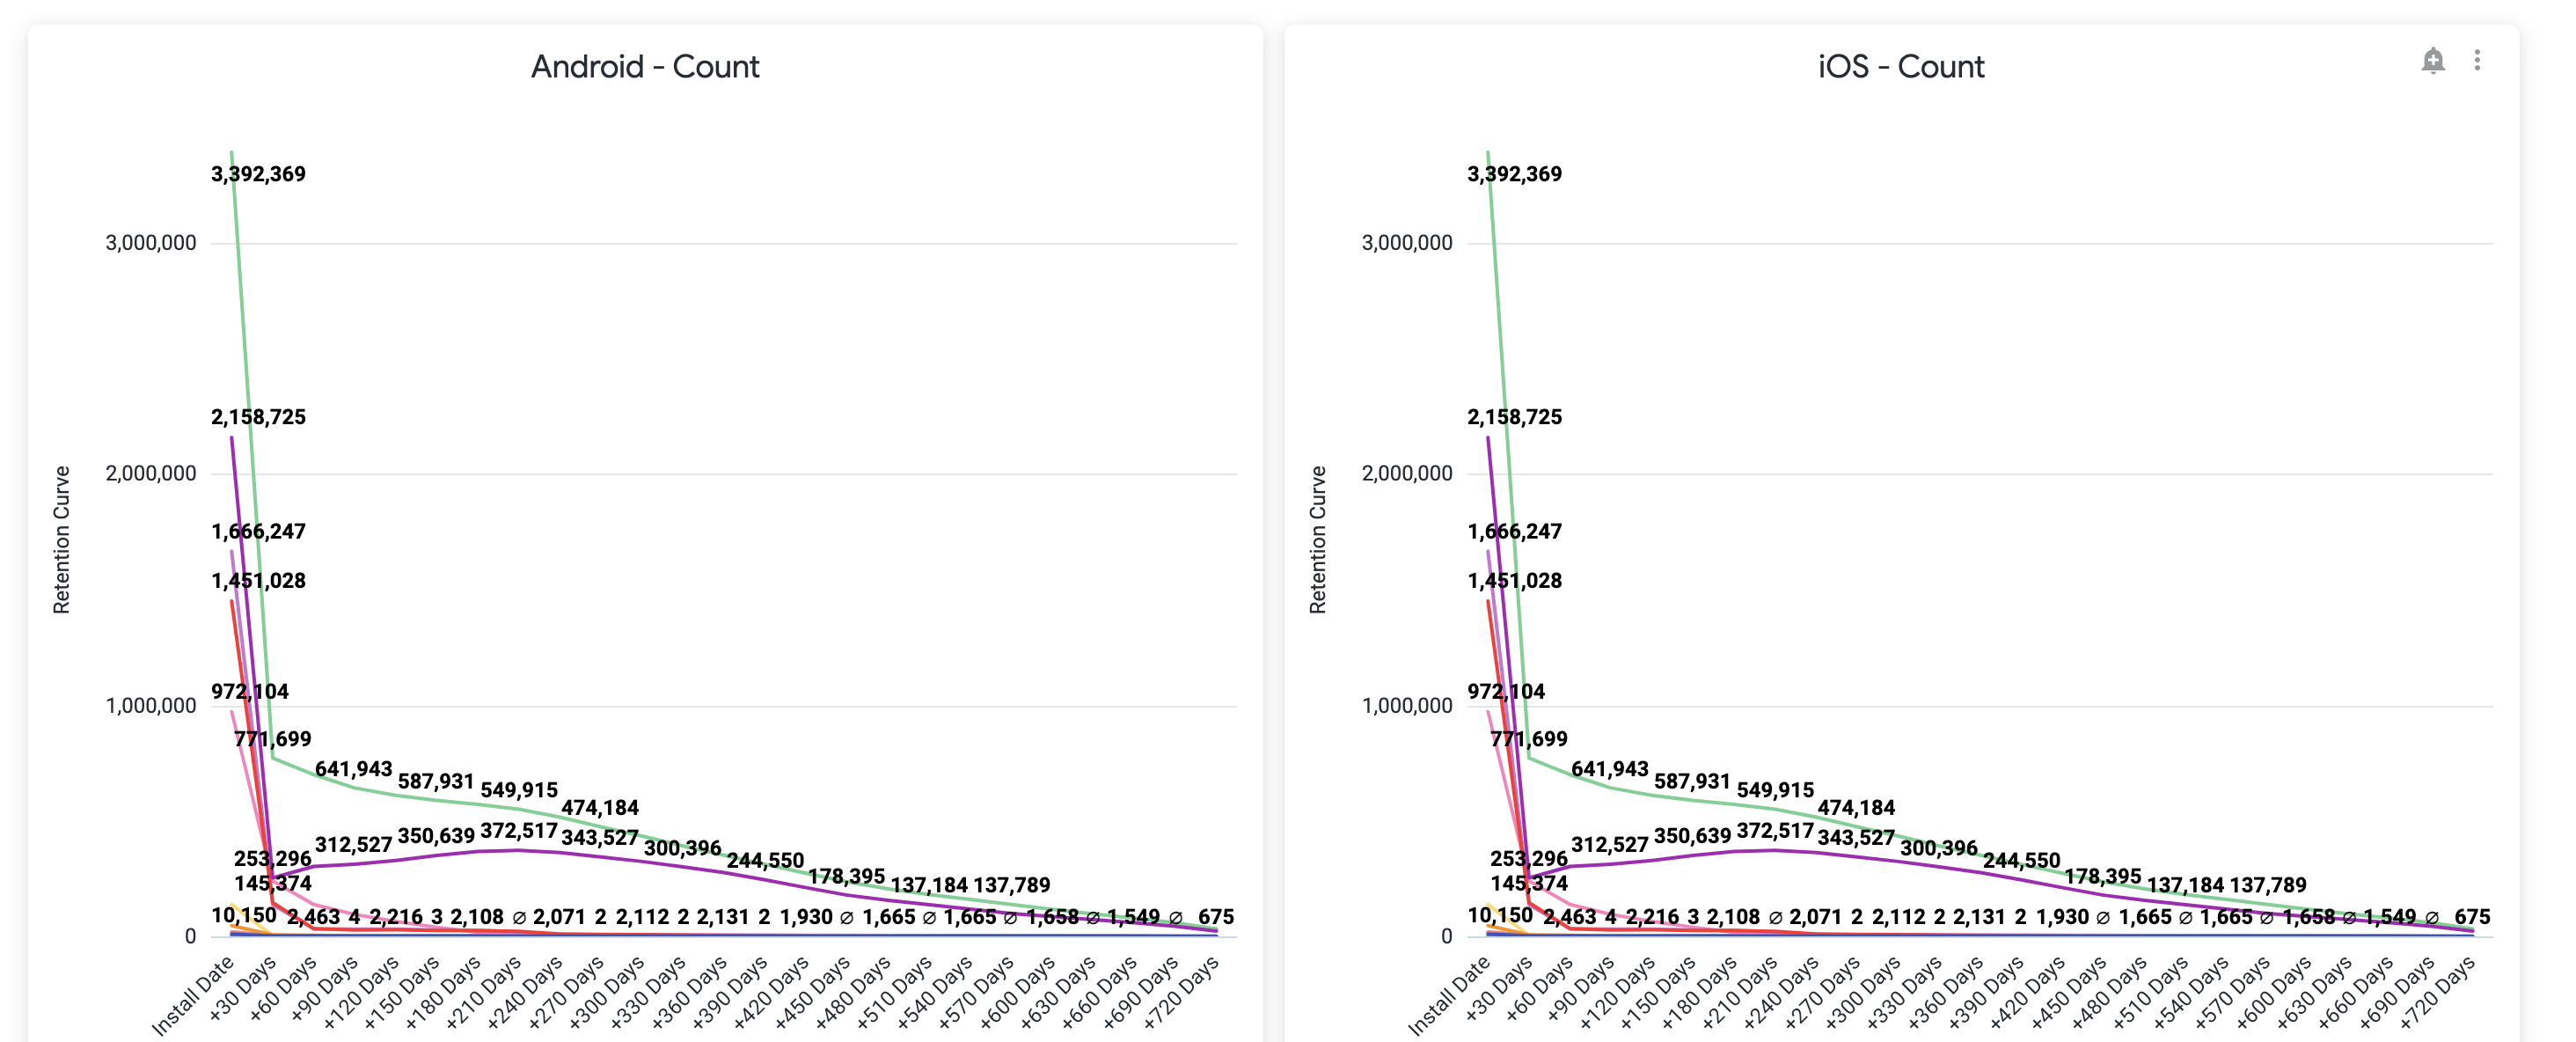 Android - Count
3,392,369
3,000,000
2,158,725
2,000,000
1,666,247
1,451,028
972,104
1,000,000
771,699
641,943 587,931 549,915 474,184
312,527 350,639 372,517 343,527 300,396 244,550 178,395 137,184 137,789
253,296
145,374
10,150 2,463 4 2,216 3 2,108 ∅ 2,071 2 2,112 2 2,131 2 1,930 ∅ 1,665 ∅ 1,665 ∅ 1,658 ∅ 1,549 ∅ 675
0
Retention Curve
Install Date
+30 Days
+60 Days
+90 Days
+120 Days
+150 Days
+180 Days
+210 Days
+240 Days
+270 Days
+300 Days
+330 Days
+360 Days
+390 Days
+420 Days
+450 Days
+480 Days
+510 Days
+540 Days
+570 Days
+600 Days
+630 Days
+660 Days
+690 Days
+720 Days
iOS - Count
3,392,369
3,000,000
2,158,725
2,000,000
1,666,247
1,451,028
972,104
1,000,000
771,699
641,943 587,931 549,915 474,184
312,527 350,639 372,517 343,527 300,396 244,550 178,395 137,184 137,789
253,296
145,374
10,150 2,463 4 2,216 3 2,108 ∅ 2,071 2 2,112 2 2,131 2 1,930 ∅ 1,665 ∅ 1,665 ∅ 1,658 ∅ 1,549 ∅ 675
0
Retention Curve
Install Date
+30 Days
+60 Days
+90 Days
+120 Days
+150 Days
+180 Days
+210 Days
+240 Days
+270 Days
+300 Days
+330 Days
+360 Days
+390 Days
+420 Days
+450 Days
+480 Days
+510 Days
+540 Days
+570 Days
+600 Days
+630 Days
+660 Days
+690 Days
+720 Days